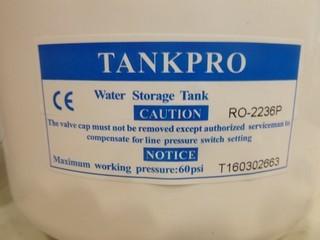 TANKPRO
CE Water Storage Tank
CAUTION RO-2236P
The valve cap must not be removed except authorized serviceman to
compensate for line pressure switch setting
NOTICE
Maximum working pressure:60psi T160302663